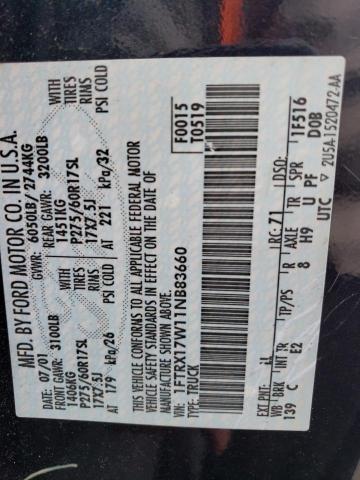 MFD. BY FORD MOTOR CO. IN U.S.A.
DATE: 07/01 GVWR: 6050LB/ 2744KG
FRONT GAWR: 3100LB REAR GAWR: 3200LB
1406KG WITH 1451KG WITH
P275/60R17SL TIRES P275/60R17SL TIRES
17X7.5J RINS 17X7.5J RINS
AT 179 kPa/26 PSI COLD AT 221 kPa/32 PSI COLD
THIS VEHICLE CONFORMS TO ALL APPLICABLE FEDERAL MOTOR
VEHICLE SAFETY STANDARDS IN EFFECT ON THE DATE OF
MANUFACTURE SHOWN ABOVE.
VIN: 1FTRX17W11NB83660 F0015
TYPE: TRUCK T0519
EXT PNT: RC: 71 DSO:
WB BRK INT TR TP/PS R AXLE TR SPR 1F516
139 C E2 8 H9 U PF DOB
UTC 2U5A-1520472-AA